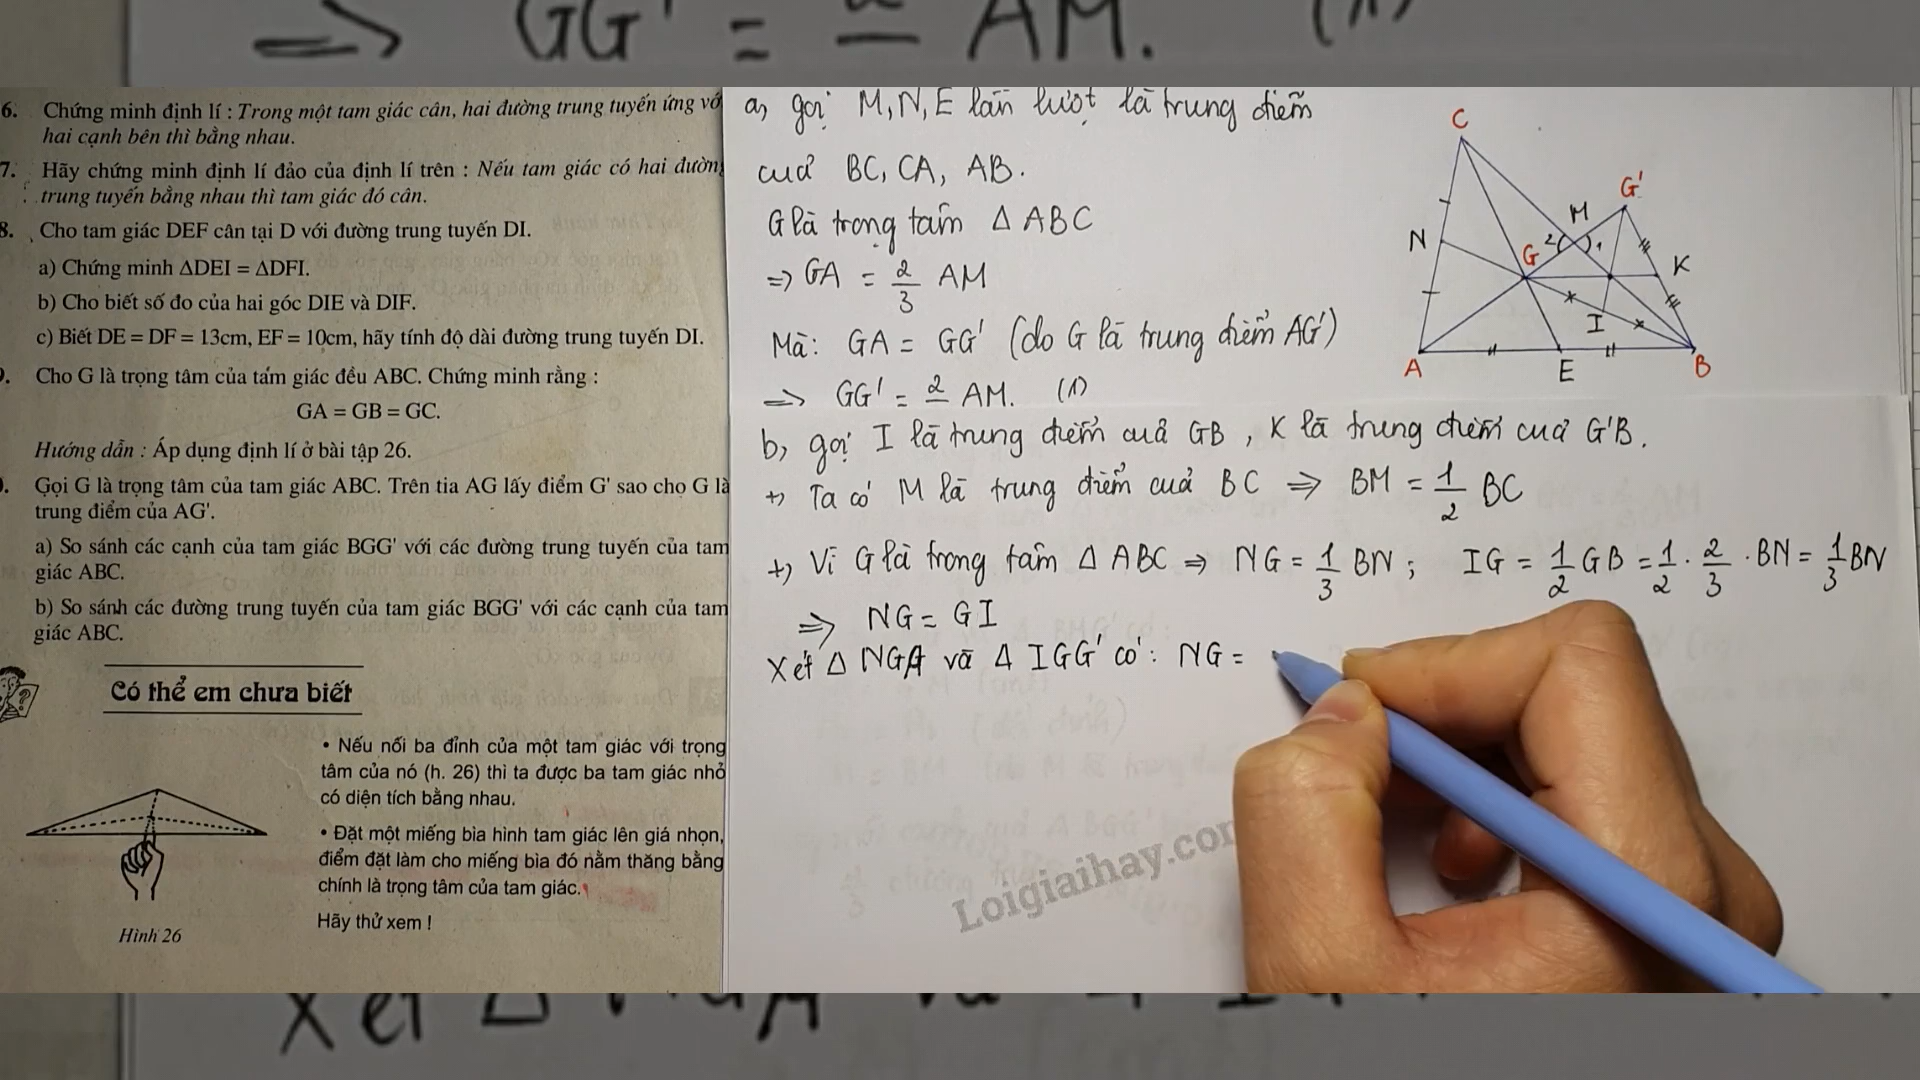 ⇒ GG' = 2 AM. (1)
6. Chứng minh định lí : Trong một tam giác cân, hai đường trung tuyến ứng vớ
hai cạnh bên thì bằng nhau.
7. Hãy chứng minh định lí đảo của định lí trên : Nếu tam giác có hai đường
trung tuyến bằng nhau thì tam giác đó cân.
8. Cho tam giác DEF cân tại D với đường trung tuyến DI.
a) Chứng minh ΔDEI = ΔDFI.
b) Cho biết số đo của hai góc DIE và DIF.
c) Biết DE = DF = 13cm, EF = 10cm, hãy tính độ dài đường trung tuyến DI.
Cho G là trọng tâm của tam giác đều ABC. Chứng minh rằng :
GA = GB = GC.
Hướng dẫn : Áp dụng định lí ở bài tập 26.
Gọi G là trọng tâm của tam giác ABC. Trên tia AG lấy điểm G' sao cho G là
trung điểm của AG'.
a) So sánh các cạnh của tam giác BGG' với các đường trung tuyến của tam
giác ABC.
b) So sánh các đường trung tuyến của tam giác BGG' với các cạnh của tam
giác ABC.
Có thể em chưa biết
• Nếu nối ba đỉnh của một tam giác với trọng
tâm của nó (h. 26) thì ta được ba tam giác nhỏ
có diện tích bằng nhau.
• Đặt một miếng bìa hình tam giác lên giá nhọn,
điểm đặt làm cho miếng bìa đó nằm thăng bằng
chính là trọng tâm của tam giác.
Hãy thử xem !
Hình 26
a, gọi M, N, E lần lượt là trung điểm
của BC, CA, AB.
G là trọng tâm Δ ABC
⇒ GA = 2/3 AM
Mà: GA = GG' (do G là trung điểm AG')
⇒ GG' = 2 AM. (1)
C
G'
M
N
G
2
1
K
I
A
E
B
b, gọi I là trung điểm của GB, K là trung điểm của G'B.
+, Ta có M là trung điểm của BC ⇒ BM = 1/2 BC
+, Vì G là trọng tâm Δ ABC ⇒ NG = 1/3 BN; IG = 1/2 GB = 1/2 . 2/3 . BN = 1/3 BN
⇒ NG = GI
Xét Δ NGA và Δ IGG' có: NG =
Loigiaihay.com